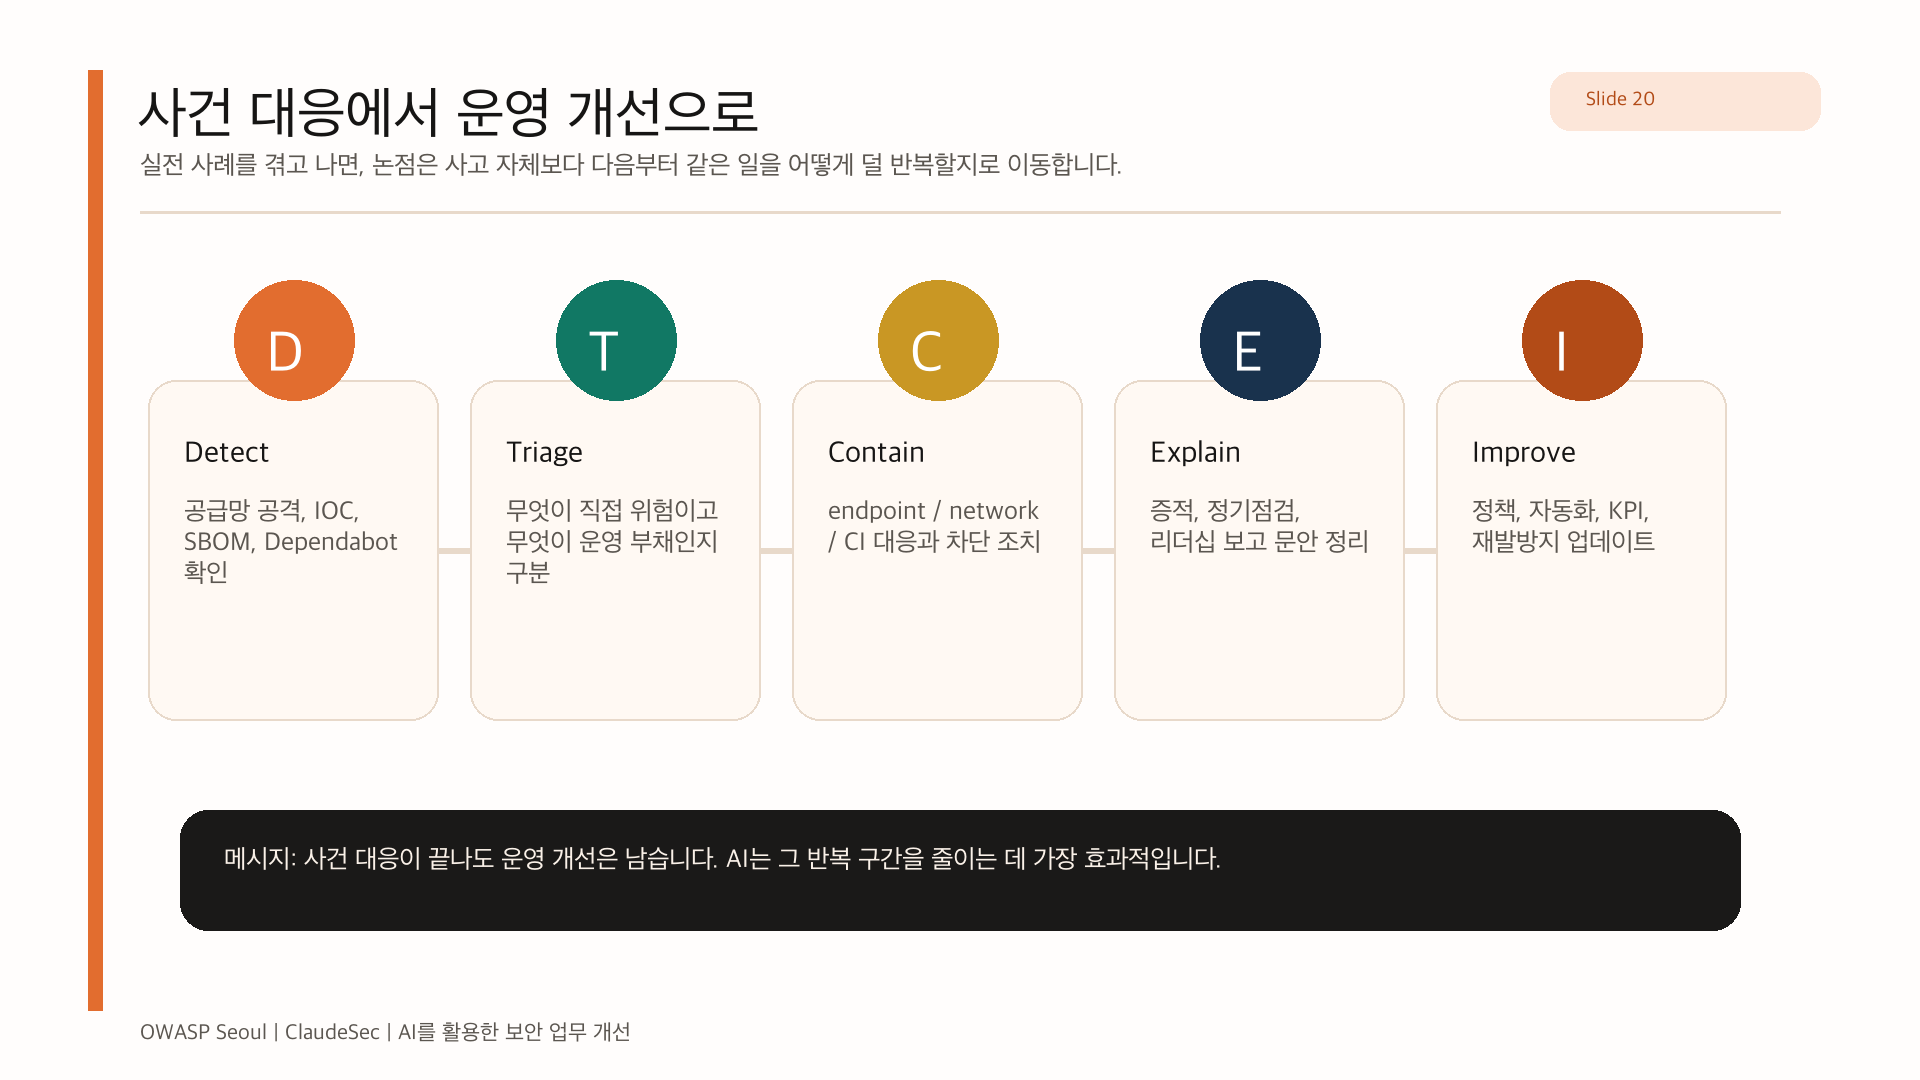 사건 대응에서 운영 개선으로
Slide 20
실전 사례를 겪고 나면, 논점은 사고 자체보다 다음부터 같은 일을 어떻게 덜 반복할지로 이동합니다.
D
Detect
공급망 공격, IOC,
SBOM, Dependabot
확인
T
Triage
무엇이 직접 위험이고
무엇이 운영 부채인지
구분
C
Contain
endpoint / network
/ CI 대응과 차단 조치
E
Explain
증적, 정기점검,
리더십 보고 문안 정리
I
Improve
정책, 자동화, KPI,
재발방지 업데이트
메시지: 사건 대응이 끝나도 운영 개선은 남습니다. AI는 그 반복 구간을 줄이는 데 가장 효과적입니다.
OWASP Seoul | ClaudeSec | AI를 활용한 보안 업무 개선